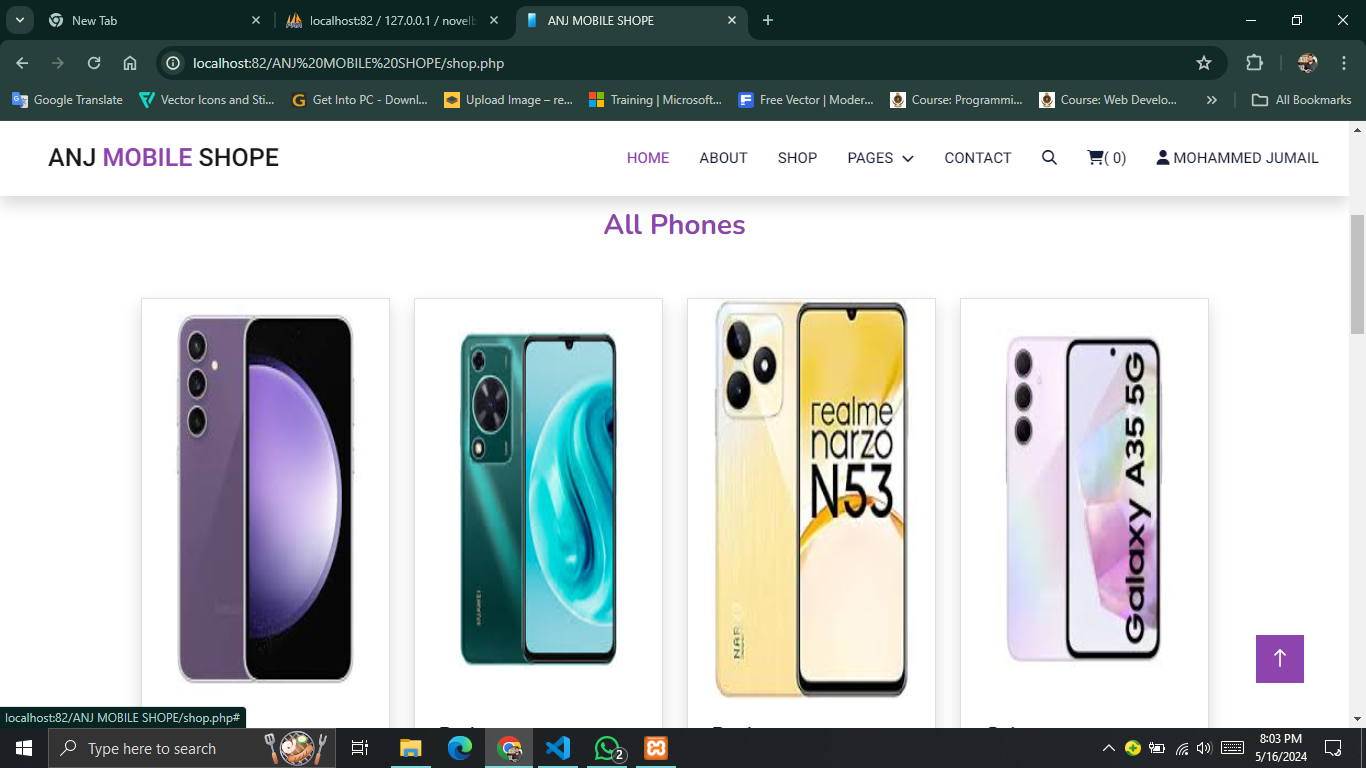 New Tab
localhost:82 / 127.0.0.1 / novelb
ANJ MOBILE SHOPE
localhost:82/ANJ%20MOBILE%20SHOPE/shop.php
Google Translate
Vector Icons and Sti...
Get Into PC - Downl...
Upload Image – re...
Training | Microsoft...
Free Vector | Moder...
Course: Programmi...
Course: Web Develo...
All Bookmarks
ANJ MOBILE SHOPE
HOME
ABOUT
SHOP
PAGES
CONTACT
( 0)
MOHAMMED JUMAIL
All Phones
realme
narzo
N53
Galaxy A35 5G
localhost:82/ANJ MOBILE SHOPE/shop.php#
Type here to search
2
8:03 PM
5/16/2024